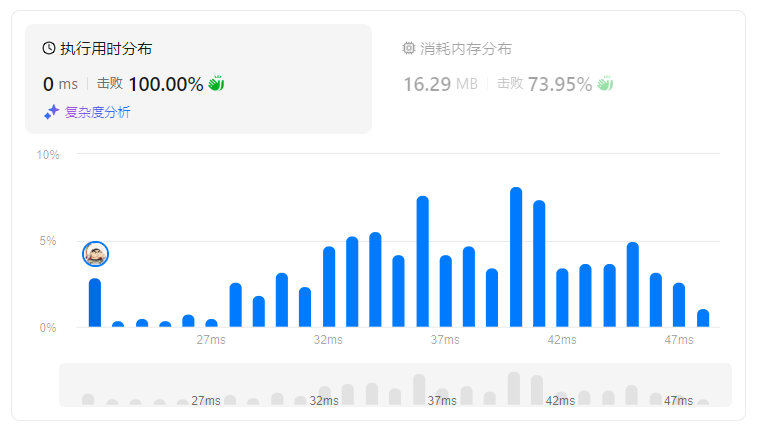 执行用时分布
0 ms 击败 100.00%
复杂度分析
消耗内存分布
16.29 MB 击败 73.95%
10%
5%
0%
27ms 32ms 37ms 42ms 47ms
27ms 32ms 37ms 42ms 47ms